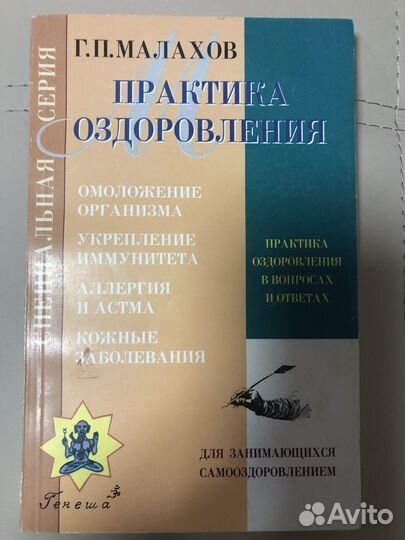 СПЕЦИАЛЬНАЯ СЕРИЯ
Г.П.МАЛАХОВ
ПРАКТИКА
ОЗДОРОВЛЕНИЯ
ОМОЛОЖЕНИЕ
ОРГАНИЗМА
УКРЕПЛЕНИЕ
ИММУНИТЕТА
АЛЛЕРГИЯ
И АСТМА
КОЖНЫЕ
ЗАБОЛЕВАНИЯ
ПРАКТИКА
ОЗДОРОВЛЕНИЯ
В ВОПРОСАХ
И ОТВЕТАХ
ДЛЯ ЗАНИМАЮЩИХСЯ
САМООЗДОРОВЛЕНИЕМ
Генеша ॐ
Avito